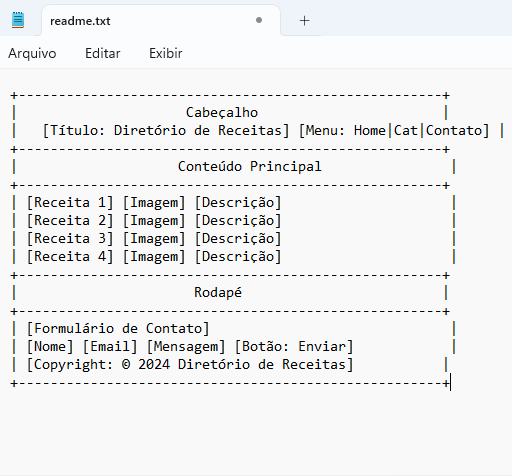 readme.txt
Arquivo Editar Exibir
+-----------------------------------------------------+
| Cabeçalho |
| [Título: Diretório de Receitas] [Menu: Home|Cat|Contato] |
+-----------------------------------------------------+
| Conteúdo Principal |
+-----------------------------------------------------+
| [Receita 1] [Imagem] [Descrição] |
| [Receita 2] [Imagem] [Descrição] |
| [Receita 3] [Imagem] [Descrição] |
| [Receita 4] [Imagem] [Descrição] |
+-----------------------------------------------------+
| Rodapé |
+-----------------------------------------------------+
| [Formulário de Contato] |
| [Nome] [Email] [Mensagem] [Botão: Enviar] |
| [Copyright: © 2024 Diretório de Receitas] |
+-----------------------------------------------------+